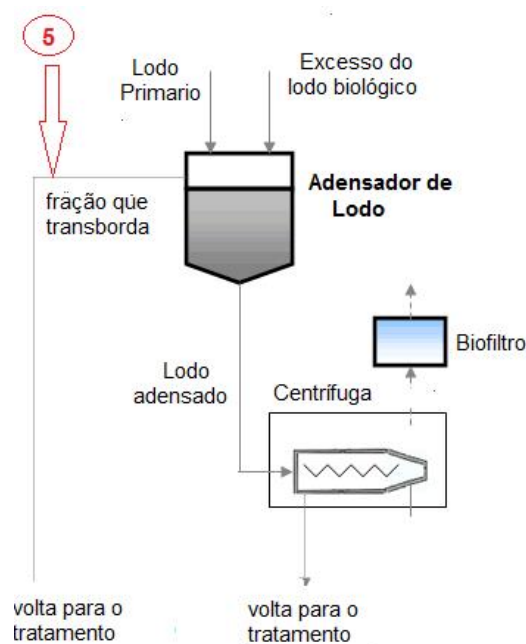 5
Lodo
Primario
Excesso do
lodo biológico
Adensador de
Lodo
fração que
transborda
Biofiltro
Lodo
adensado
Centrífuga
volta para o
tratamento
volta para o
tratamento